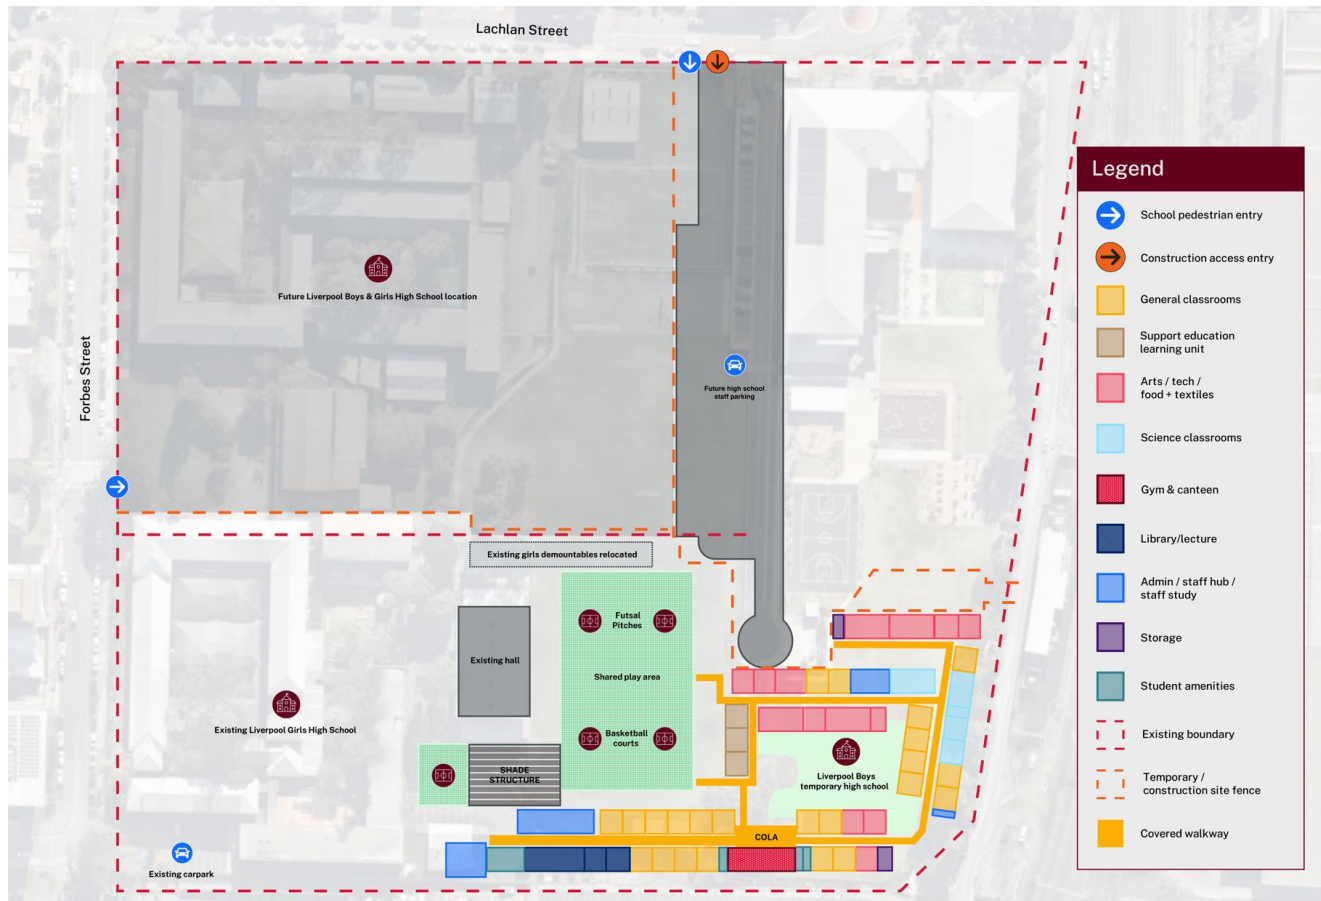 Lachlan Street
Forbes Street
Future Liverpool Boys & Girls High School location
Future high school
staff parking
Existing girls demountables relocated
Futsal
Pitches
Existing hall
Shared play area
Existing Liverpool Girls High School
Basketball
courts
SHADE
STRUCTURE
Liverpool Boys
temporary high school
COLA
Existing carpark
Legend
School pedestrian entry
Construction access entry
General classrooms
Support education
learning unit
Arts / tech /
food + textiles
Science classrooms
Gym & canteen
Library/lecture
Admin / staff hub /
staff study
Storage
Student amenities
Existing boundary
Temporary /
construction site fence
Covered walkway